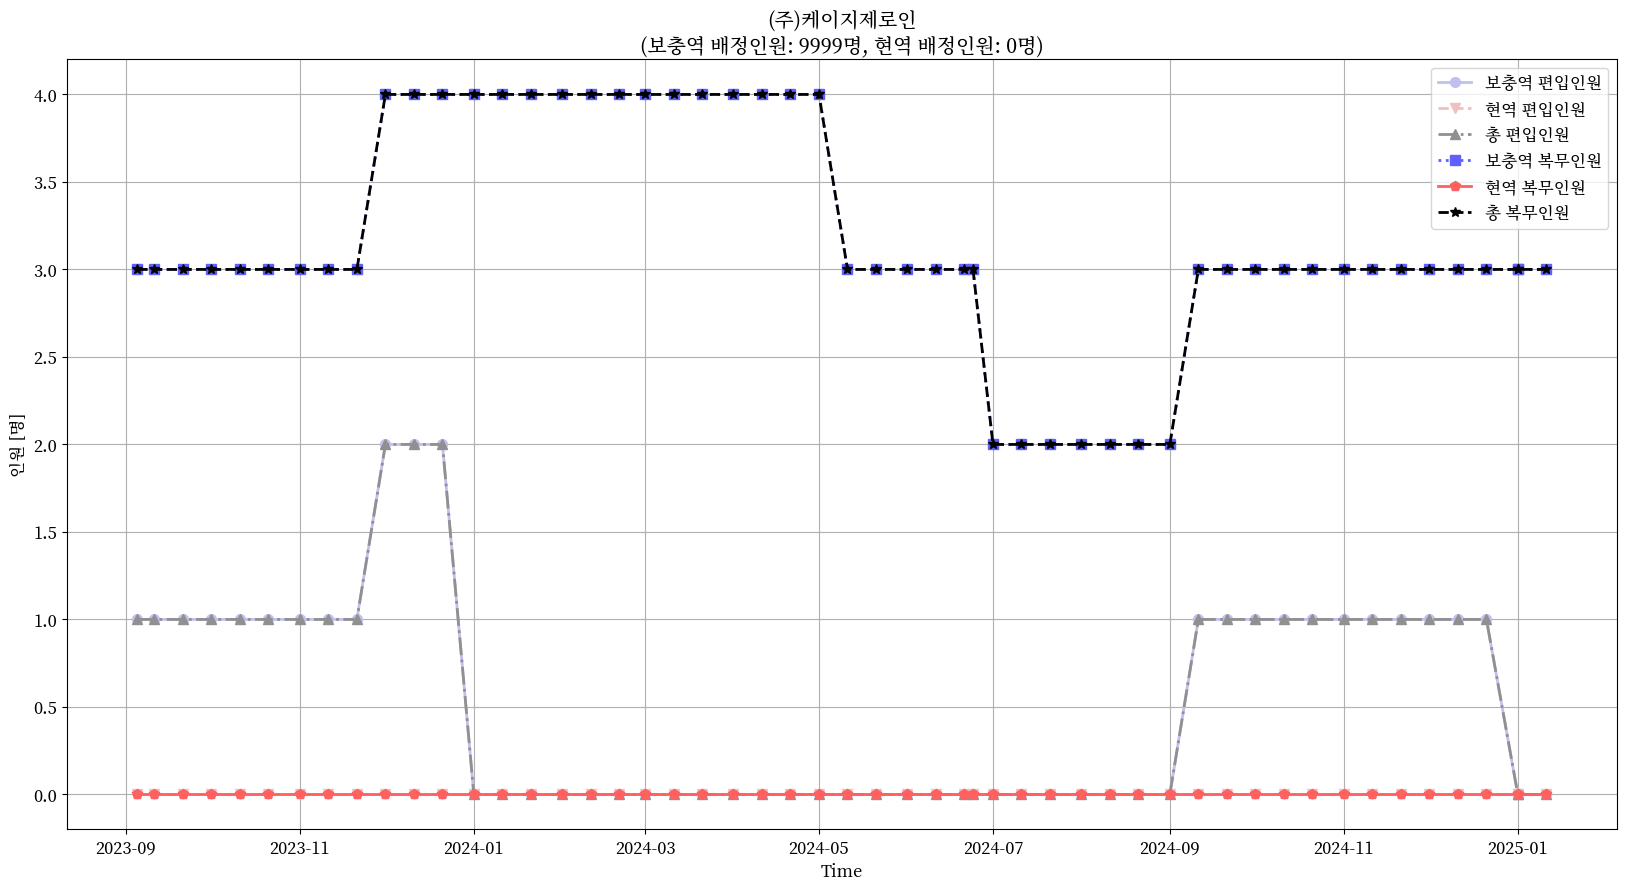 (주)케이지제로인
(보충역 배정인원: 9999명, 현역 배정인원: 0명)
보충역 편입인원
현역 편입인원
총 편입인원
보충역 복무인원
현역 복무인원
총 복무인원
4.0
3.5
3.0
2.5
2.0
1.5
1.0
0.5
0.0
인원 [명]
2023-09 2023-11 2024-01 2024-03 2024-05 2024-07 2024-09 2024-11 2025-01
Time